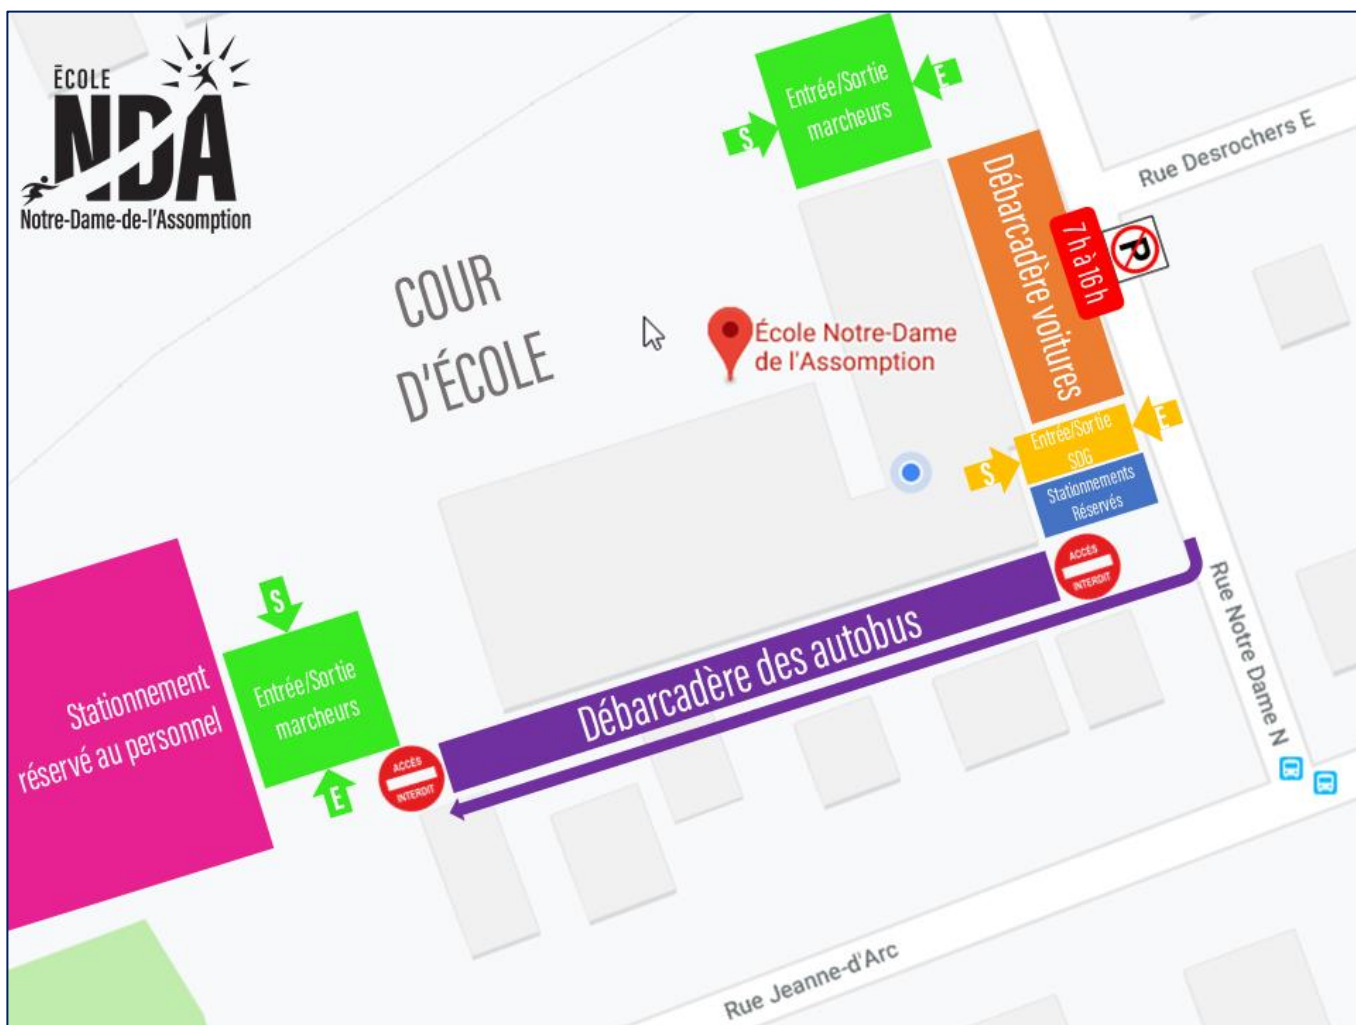 ÉCOLE
NDA
Notre-Dame-de-l'Assomption
Entrée/Sortie
marcheurs
S
E
Rue Desrochers E
Débarcadère voitures
7 h à 16 h
P
COUR
D'ÉCOLE
École Notre-Dame
de l'Assomption
Entrée/Sortie
SDG
S
E
Stationnements
Réservés
ACCÈS
INTERDIT
Débarcadère des autobus
Rue Notre Dame N
Stationnement
réservé au personnel
S
Entrée/Sortie
marcheurs
E
ACCÈS
INTERDIT
Rue Jeanne-d'Arc